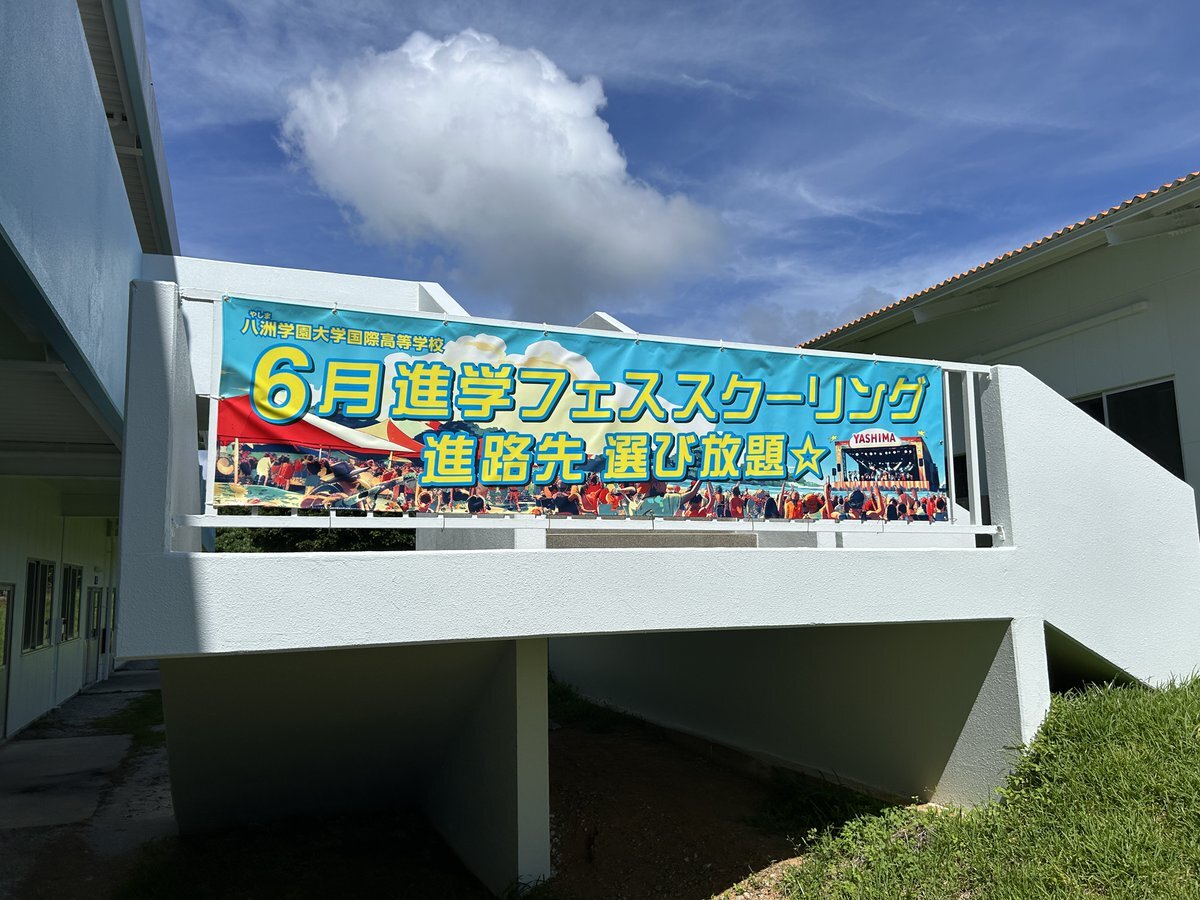 やしま
八洲学園大学国際高等学校
6月進学フェススクーリング
進路先 選び放題☆
YASHIMA